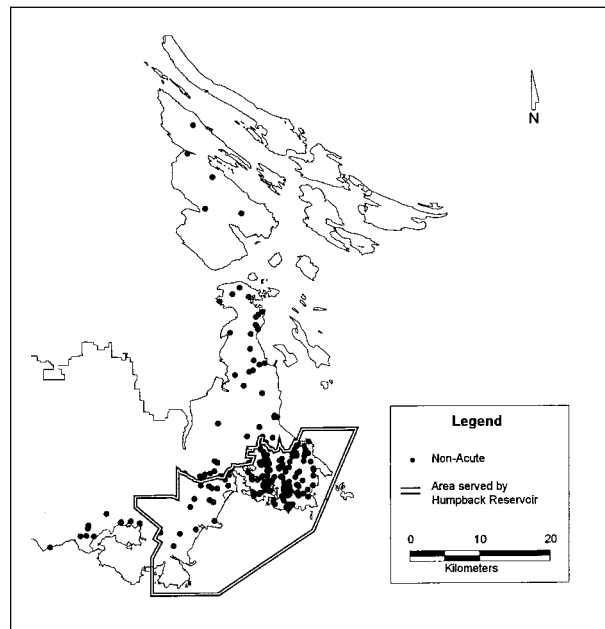 N
Legend
Non-Acute
Area served by
Humpback Reservoir
0 10 20
Kilometers